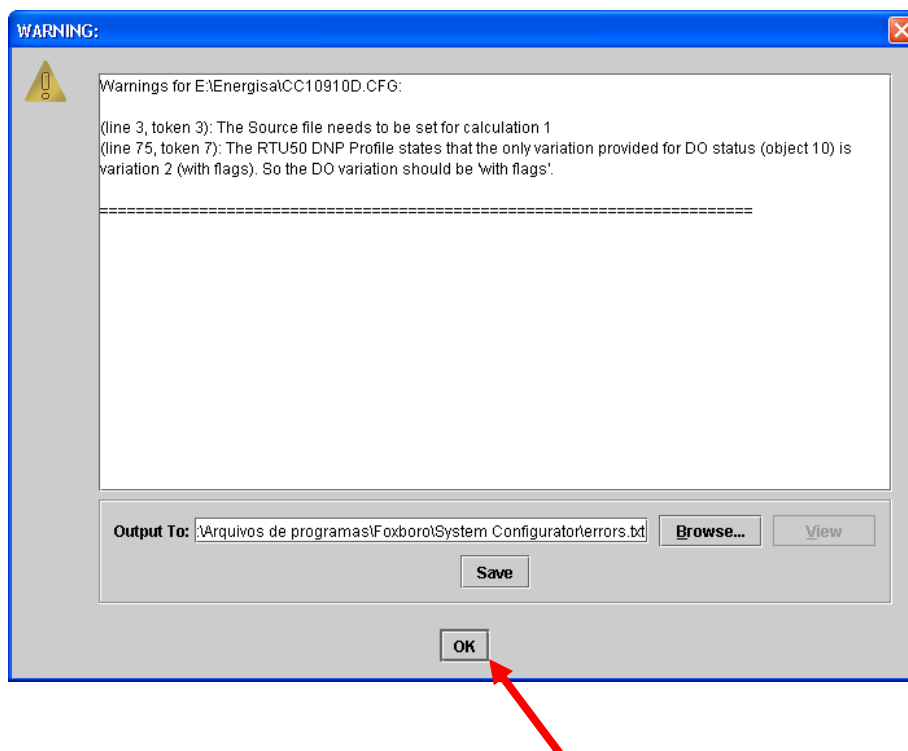 WARNING:
Warnings for E:\Energisa\CC10910D.CFG:
(line 3, token 3): The Source file needs to be set for calculation 1
(line 75, token 7): The RTU50 DNP Profile states that the only variation provided for DO status (object 10) is
variation 2 (with flags). So the DO variation should be 'with flags'.
========================================================================
Output To: :\Arquivos de programas\Foxboro\System Configurator\errors.txt Browse... View
Save
OK